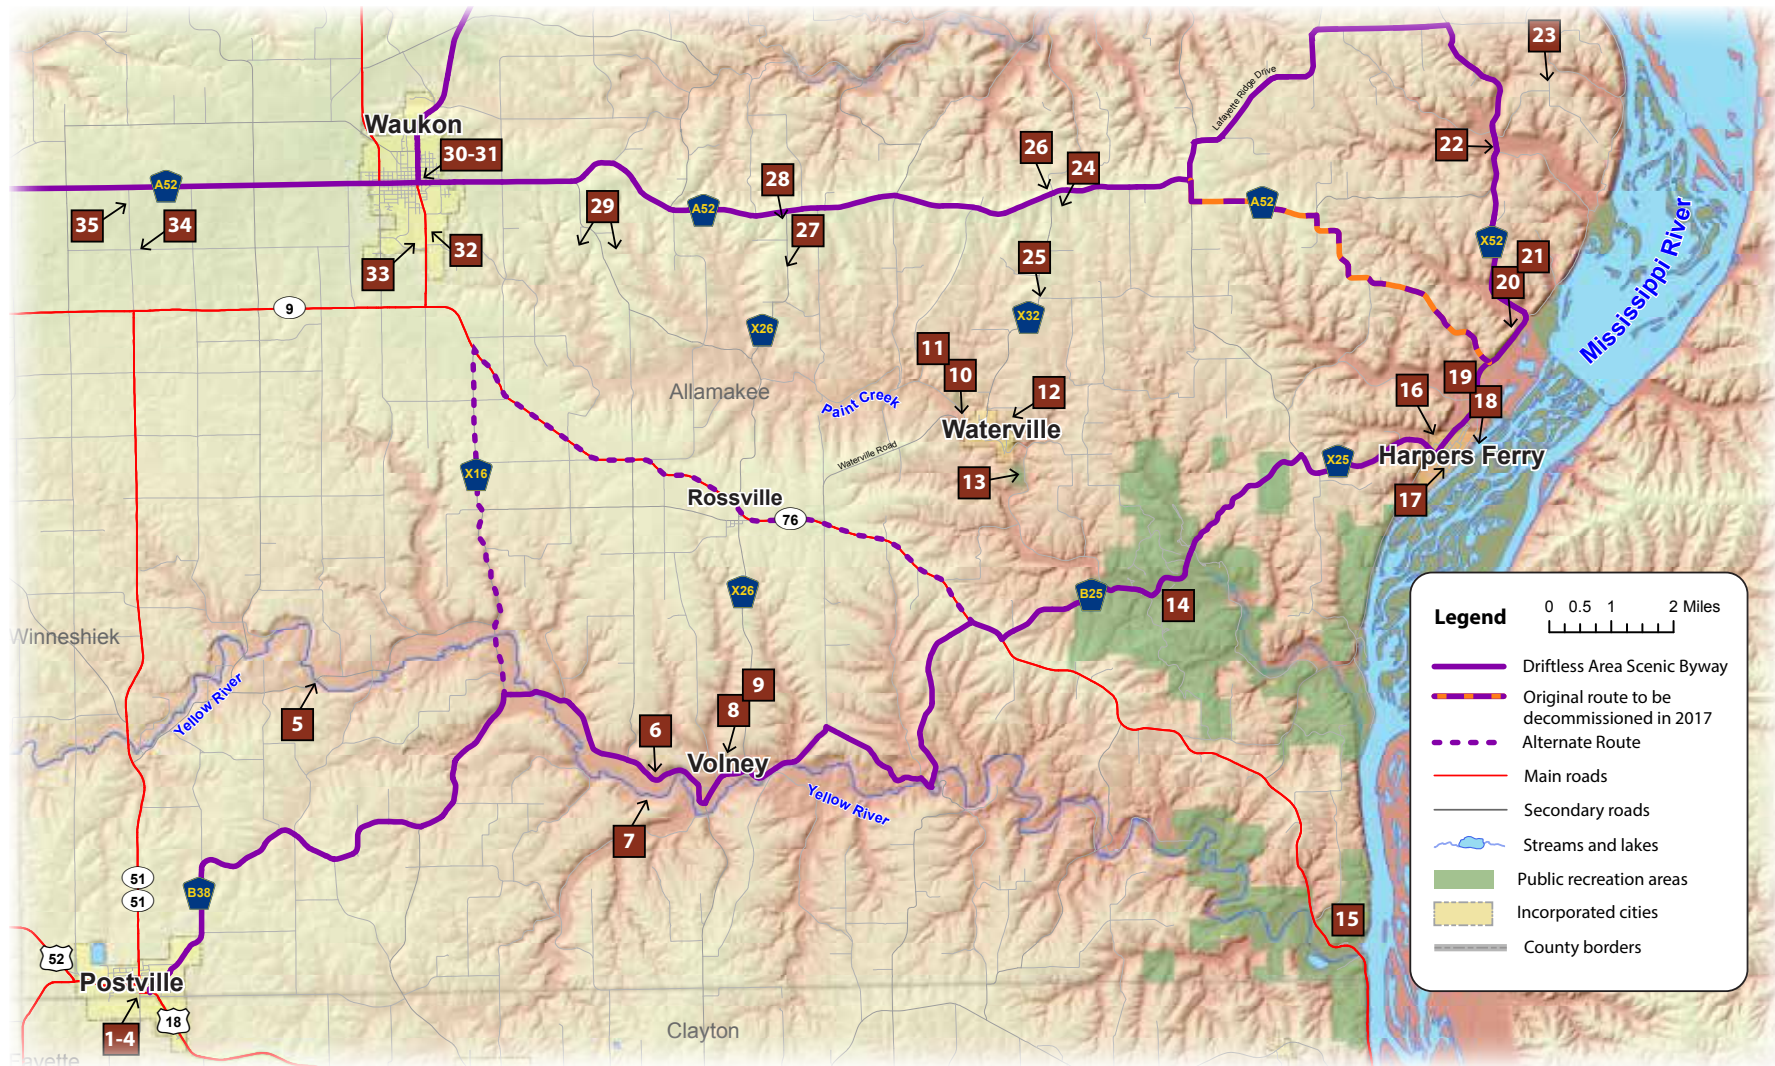 23
Lafayette Ridge Drive
Waukon
26
22
30-31
24
28
A52
29
A52
A52
35
34
27
32
X52
21
33
25
20
Mississippi River
9
X26
X32
11
10
19
16
12
18
Allamakee
Paint Creek
Waterville
Waterville Road
X25
Harpers Ferry
X16
13
17
Rossville
76
X26
B25
14
Winneshiek
Yellow River
5
9
8
6
Volney
Yellow River
7
51
51
B38
15
52
Postville
18
1-4
Clayton
Fayette
Legend
0 0.5 1 2 Miles
Driftless Area Scenic Byway
Original route to be
decommissioned in 2017
Alternate Route
Main roads
Secondary roads
Streams and lakes
Public recreation areas
Incorporated cities
County borders